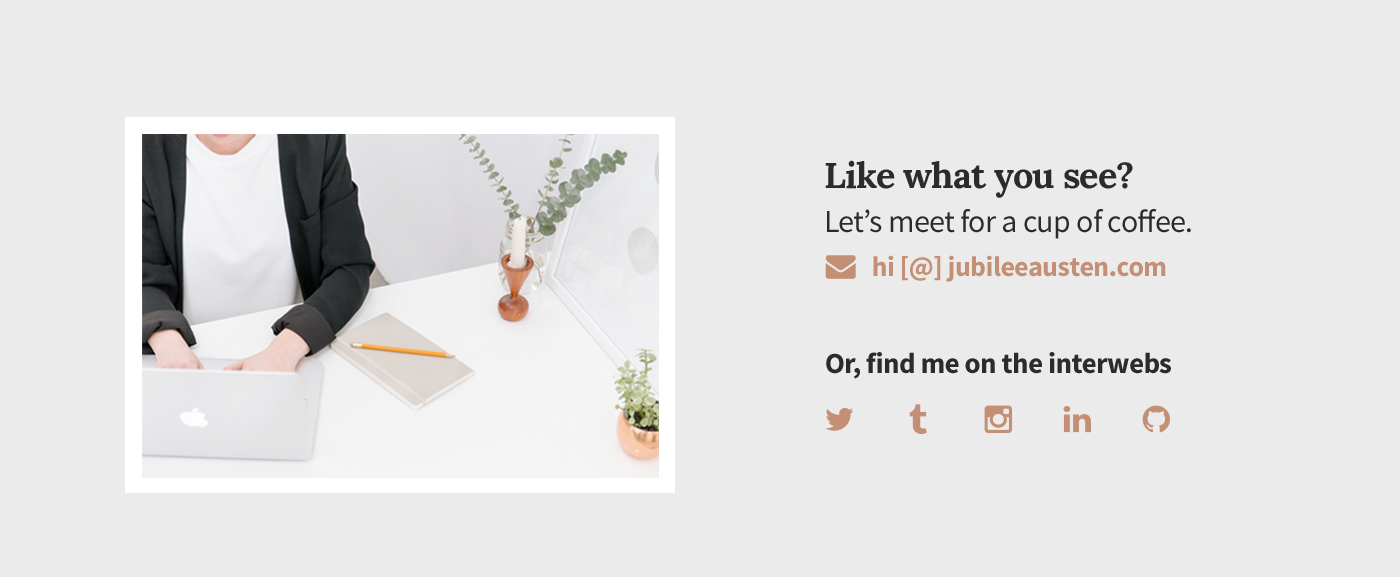 Like what you see?
Let’s meet for a cup of coffee.
hi [@] jubileeausten.com
Or, find me on the interwebs